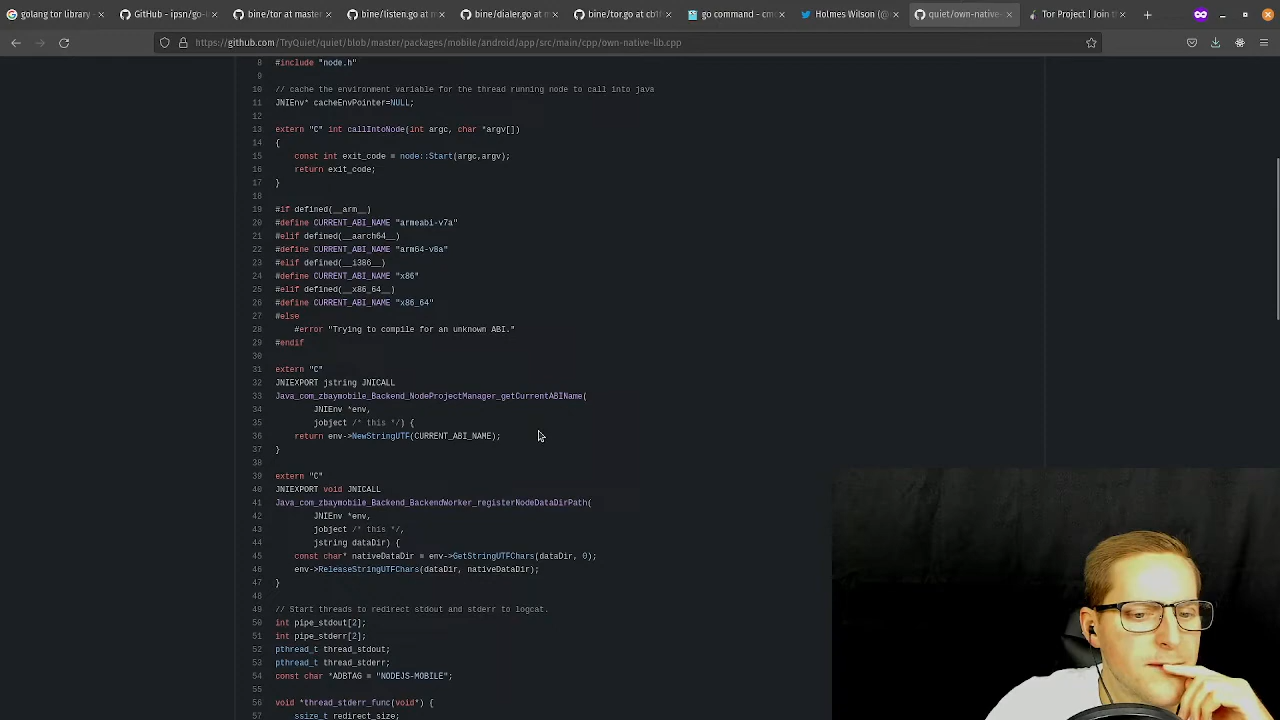 golang tor library
GitHub - ipsn/go-l
bine/tor at master
bine/listen.go at m
bine/dialer.go at m
bine/tor.go at cb1f
go command - cmd
Holmes Wilson (@
quiet/own-native-
Tor Project | Join th
https://github.com/TryQuiet/quiet/blob/master/packages/mobile/android/app/src/main/cpp/own-native-lib.cpp
8 #include "node.h"
9
10 // cache the environment variable for the thread running node to call into java
11 JNIEnv* cacheEnvPointer=NULL;
12
13 extern "C" int callIntoNode(int argc, char *argv[])
14 {
15 const int exit_code = node::Start(argc,argv);
16 return exit_code;
17 }
18
19 #if defined(__arm__)
20 #define CURRENT_ABI_NAME "armeabi-v7a"
21 #elif defined(__aarch64__)
22 #define CURRENT_ABI_NAME "arm64-v8a"
23 #elif defined(__i386__)
24 #define CURRENT_ABI_NAME "x86"
25 #elif defined(__x86_64__)
26 #define CURRENT_ABI_NAME "x86_64"
27 #else
28 #error "Trying to compile for an unknown ABI."
29 #endif
30
31 extern "C"
32 JNIEXPORT jstring JNICALL
33 Java_com_zbaymobile_Backend_NodeProjectManager_getCurrentABIName(
34 JNIEnv *env,
35 jobject /* this */) {
36 return env->NewStringUTF(CURRENT_ABI_NAME);
37 }
38
39 extern "C"
40 JNIEXPORT void JNICALL
41 Java_com_zbaymobile_Backend_BackendWorker_registerNodeDataDirPath(
42 JNIEnv *env,
43 jobject /* this */,
44 jstring dataDir) {
45 const char* nativeDataDir = env->GetStringUTFChars(dataDir, 0);
46 env->ReleaseStringUTFChars(dataDir, nativeDataDir);
47 }
48
49 // Start threads to redirect stdout and stderr to logcat.
50 int pipe_stdout[2];
51 int pipe_stderr[2];
52 pthread_t thread_stdout;
53 pthread_t thread_stderr;
54 const char *ADBTAG = "NODEJS-MOBILE";
55
56 void *thread_stderr_func(void*) {
57 ssize_t redirect_size;